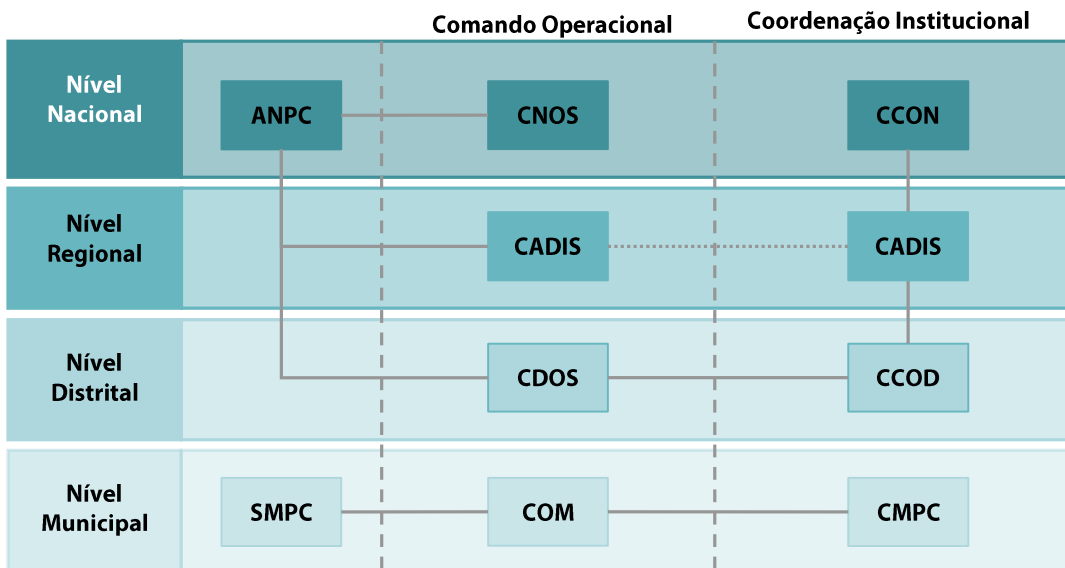 Comando Operacional
Coordenação Institucional
Nível
Nacional
ANPC
CNOS
CCON
Nível
Regional
CADIS
CADIS
Nível
Distrital
CDOS
CCOD
Nível
Municipal
SMPC
COM
CMPC